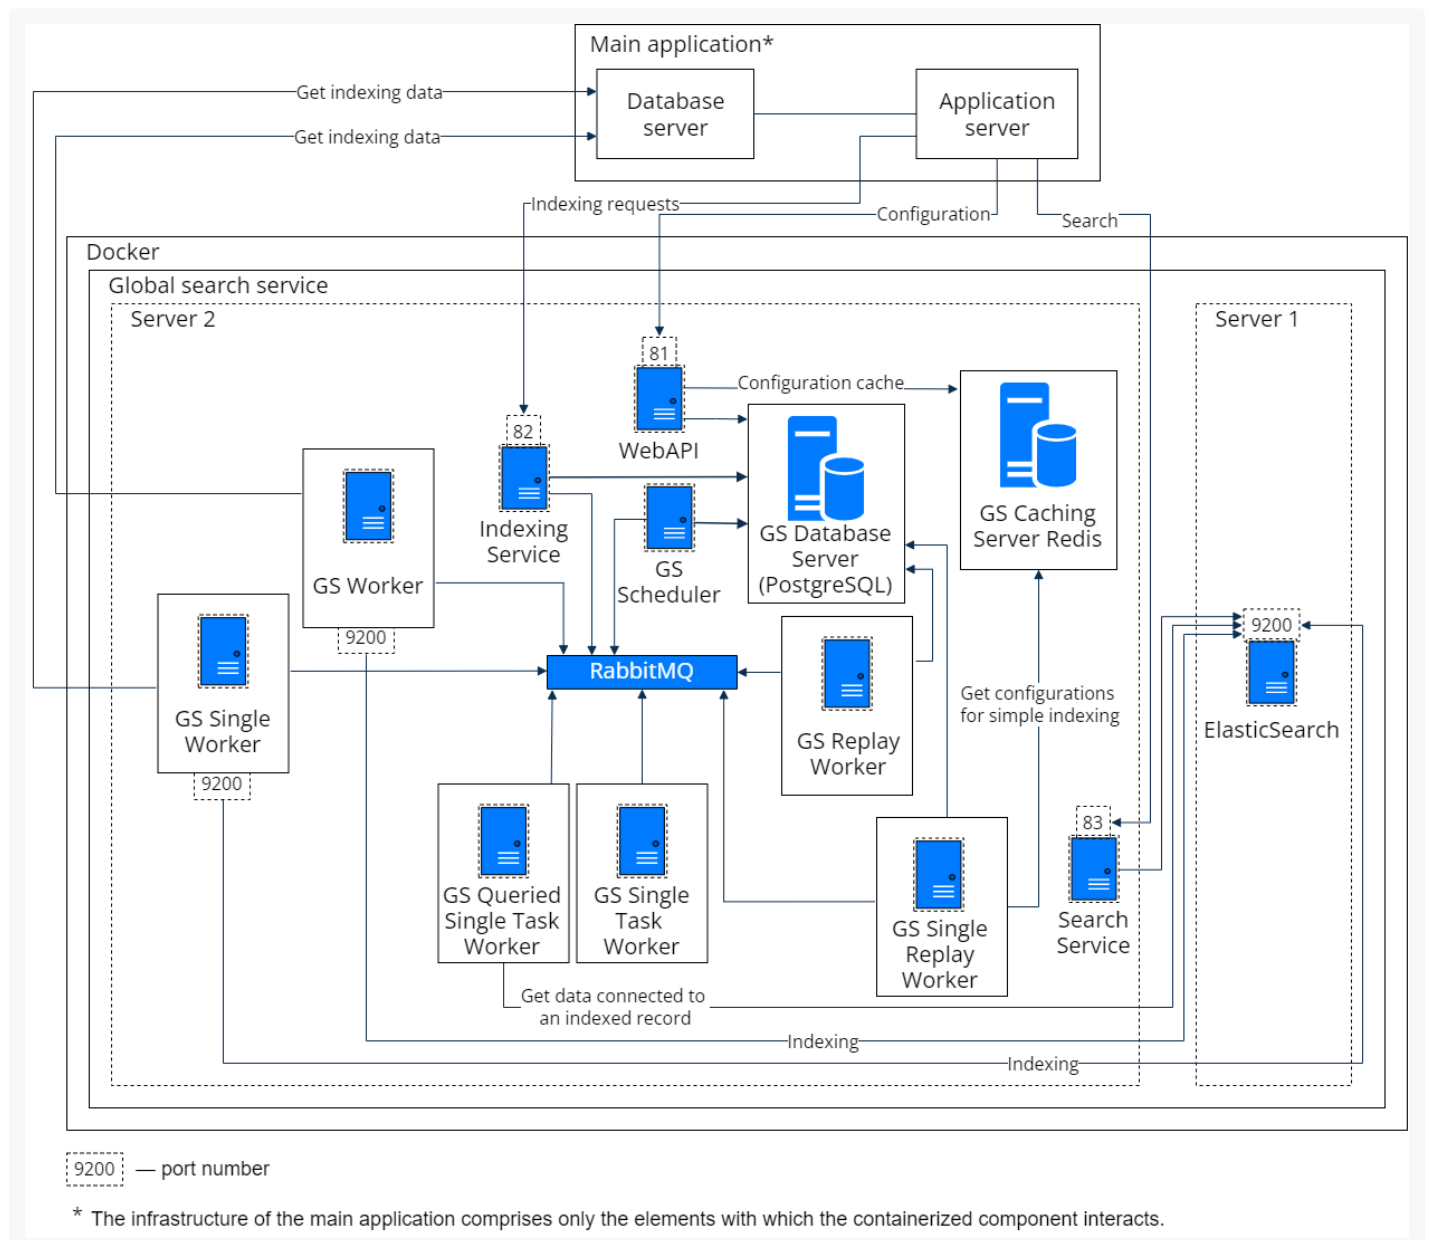 Main application*
Database
server
Application
server
Get indexing data
Get indexing data
Indexing requests
Configuration
Search
Docker
Global search service
Server 2
Server 1
81
WebAPI
Configuration cache
82
Indexing
Service
GS Worker
9200
GS
Scheduler
GS Database
Server
(PostgreSQL)
GS Caching
Server Redis
GS Single
Worker
9200
RabbitMQ
GS Replay
Worker
Get configurations
for simple indexing
9200
ElasticSearch
GS Queried
Single Task
Worker
GS Single
Task
Worker
GS Single
Replay
Worker
83
Search
Service
Get data connected to
an indexed record
Indexing
Indexing
9200 — port number
* The infrastructure of the main application comprises only the elements with which the containerized component interacts.